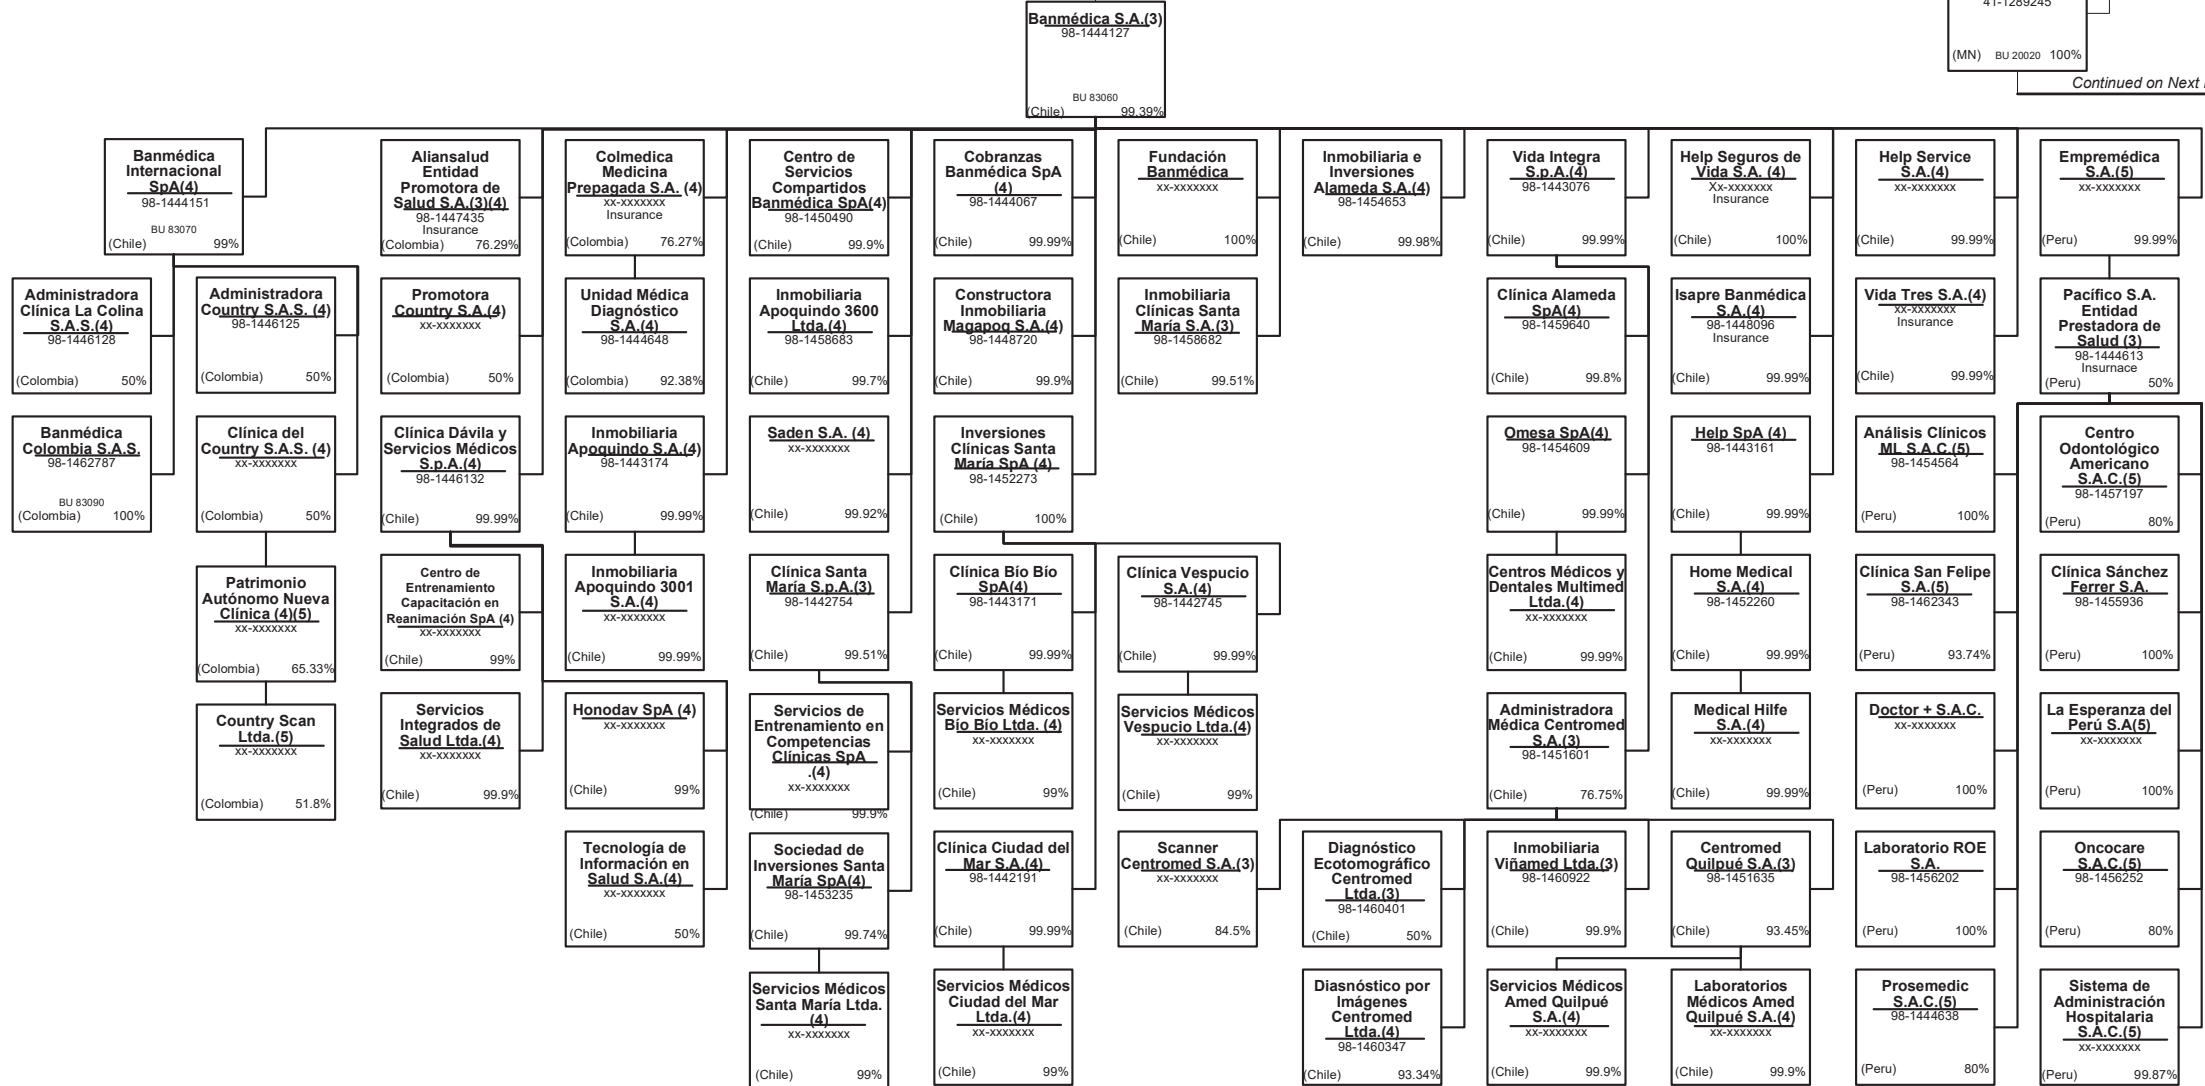 41-1289245
(MN) BU 20020 100%
Continued on Next
Banmédica S.A.(3)
98-1444127
BU 83060
(Chile) 99.39%
Banmédica
Internacional
SpA(4)
98-1444151
BU 83070
(Chile) 99%
Aliansalud
Entidad
Promotora de
Salud S.A.(3)(4)
98-1447435
Insurance
(Colombia) 76.29%
Colmedica
Medicina
Prepagada S.A. (4)
xx-xxxxxxx
Insurance
(Colombia) 76.27%
Centro de
Servicios
Compartidos
Banmédica SpA(4)
98-1450490
(Chile) 99.9%
Cobranzas
Banmédica SpA
(4)
98-1444067
(Chile) 99.99%
Fundación
Banmédica
xx-xxxxxxx
(Chile) 100%
Inmobiliaria e
Inversiones
Alameda S.A.(4)
98-1454653
(Chile) 99.98%
Vida Integra
S.p.A.(4)
98-1443076
(Chile) 99.99%
Help Seguros de
Vida S.A. (4)
Xx-xxxxxxx
Insurance
(Chile) 100%
Help Service
S.A.(4)
xx-xxxxxxx
(Chile) 99.99%
Empremédica
S.A.(5)
xx-xxxxxxx
(Peru) 99.99%
Administradora
Clínica La Colina
S.A.S.(4)
98-1446128
(Colombia) 50%
Administradora
Country S.A.S. (4)
98-1446125
(Colombia) 50%
Promotora
Country S.A.(4)
xx-xxxxxxx
(Colombia) 50%
Unidad Médica
Diagnóstico
S.A.(4)
98-1444648
(Colombia) 92.38%
Inmobiliaria
Apoquindo 3600
Ltda.(4)
98-1458683
(Chile) 99.7%
Constructora
Inmobiliaria
Magapoq S.A.(4)
98-1448720
(Chile) 99.9%
Inmobiliaria
Clínicas Santa
María S.A.(3)
98-1458682
(Chile) 99.51%
Clínica Alameda
SpA(4)
98-1459640
(Chile) 99.8%
Isapre Banmédica
S.A.(4)
98-1448096
Insurance
(Chile) 99.99%
Vida Tres S.A.(4)
xx-xxxxxxx
Insurance
(Chile) 99.99%
Pacífico S.A.
Entidad
Prestadora de
Salud (3)
98-1444613
Insurnace
(Peru) 50%
Banmédica
Colombia S.A.S.
98-1462787
BU 83090
(Colombia) 100%
Clínica del
Country S.A.S. (4)
xx-xxxxxxx
(Colombia) 50%
Clínica Dávila y
Servicios Médicos
S.p.A.(4)
98-1446132
(Chile) 99.99%
Inmobiliaria
Apoquindo S.A.(4)
98-1443174
(Chile) 99.99%
Saden S.A. (4)
xx-xxxxxxx
(Chile) 99.92%
Inversiones
Clínicas Santa
María SpA (4)
98-1452273
(Chile) 100%
Omesa SpA(4)
98-1454609
(Chile) 99.99%
Help SpA (4)
98-1443161
(Chile) 99.99%
Análisis Clínicos
ML S.A.C.(5)
98-1454564
(Peru) 100%
Centro
Odontológico
Americano
S.A.C.(5)
98-1457197
(Peru) 80%
Patrimonio
Autónomo Nueva
Clínica (4)(5)
xx-xxxxxxx
(Colombia) 65.33%
Centro de
Entrenamiento
Capacitación en
Reanimación SpA (4)
xx-xxxxxxx
(Chile) 99%
Inmobiliaria
Apoquindo 3001
S.A.(4)
xx-xxxxxxx
(Chile) 99.99%
Clínica Santa
María S.p.A.(3)
98-1442754
(Chile) 99.51%
Clínica Bío Bío
SpA(4)
98-1443171
(Chile) 99.99%
Clínica Vespucio
S.A.(4)
98-1442745
(Chile) 99.99%
Centros Médicos y
Dentales Multimed
Ltda.(4)
xx-xxxxxxx
(Chile) 99.99%
Home Medical
S.A.(4)
98-1452260
(Chile) 99.99%
Clínica San Felipe
S.A.(5)
98-1462343
(Peru) 93.74%
Clínica Sánchez
Ferrer S.A.
98-1455936
(Peru) 100%
Country Scan
Ltda.(5)
xx-xxxxxxx
(Colombia) 51.8%
Servicios
Integrados de
Salud Ltda.(4)
xx-xxxxxxx
(Chile) 99.9%
Honodav SpA (4)
xx-xxxxxxx
(Chile) 99%
Servicios de
Entrenamiento en
Competencias
Clínicas SpA
.(4)
xx-xxxxxxx
(Chile) 99.9%
Servicios Médicos
Bío Bío Ltda. (4)
xx-xxxxxxx
(Chile) 99%
Servicios Médicos
Vespucio Ltda.(4)
xx-xxxxxxx
(Chile) 99%
Administradora
Médica Centromed
S.A.(3)
98-1451601
(Chile) 76.75%
Medical Hilfe
S.A.(4)
xx-xxxxxxx
(Chile) 99.99%
Doctor + S.A.C.
xx-xxxxxxx
(Peru) 100%
La Esperanza del
Perú S.A(5)
xx-xxxxxxx
(Peru) 100%
Tecnología de
Información en
Salud S.A.(4)
xx-xxxxxxx
(Chile) 50%
Sociedad de
Inversiones Santa
María SpA(4)
98-1453235
(Chile) 99.74%
Clínica Ciudad del
Mar S.A.(4)
98-1442191
(Chile) 99.99%
Scanner
Centromed S.A.(3)
xx-xxxxxxx
(Chile) 84.5%
Diagnóstico
Ecotomográfico
Centromed
Ltda.(3)
98-1460401
(Chile) 50%
Inmobiliaria
Viñamed Ltda.(3)
98-1460922
(Chile) 99.9%
Centromed
Quilpué S.A.(3)
98-1451635
(Chile) 93.45%
Laboratorio ROE
S.A.
98-1456202
(Peru) 100%
Oncocare
S.A.C.(5)
98-1456252
(Peru) 80%
Servicios Médicos
Santa María Ltda.
(4)
xx-xxxxxxx
(Chile) 99%
Servicios Médicos
Ciudad del Mar
Ltda.(4)
xx-xxxxxxx
(Chile) 99%
Diasnóstico por
Imágenes
Centromed
Ltda.(4)
98-1460347
(Chile) 93.34%
Servicios Médicos
Amed Quilpué
S.A.(4)
xx-xxxxxxx
(Chile) 99.9%
Laboratorios
Médicos Amed
Quilpué S.A.(4)
xx-xxxxxxx
(Chile) 99.9%
Prosemedic
S.A.C.(5)
98-1444638
(Peru) 80%
Sistema de
Administración
Hospitalaria
S.A.C.(5)
xx-xxxxxxx
(Peru) 99.87%